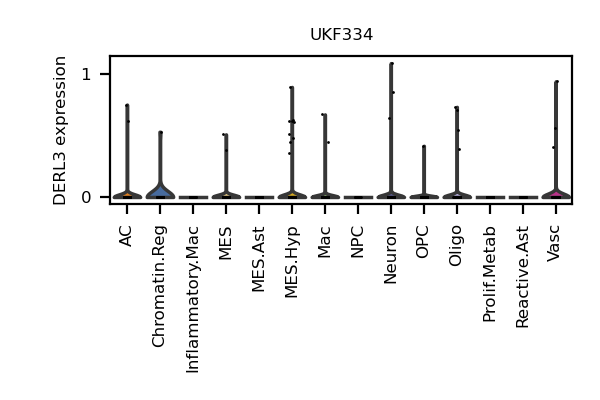 UKF334
DERL3 expression
1
0
AC
Chromatin.Reg
Inflammatory.Mac
MES
MES.Ast
MES.Hyp
Mac
NPC
Neuron
OPC
Oligo
Prolif.Metab
Reactive.Ast
Vasc